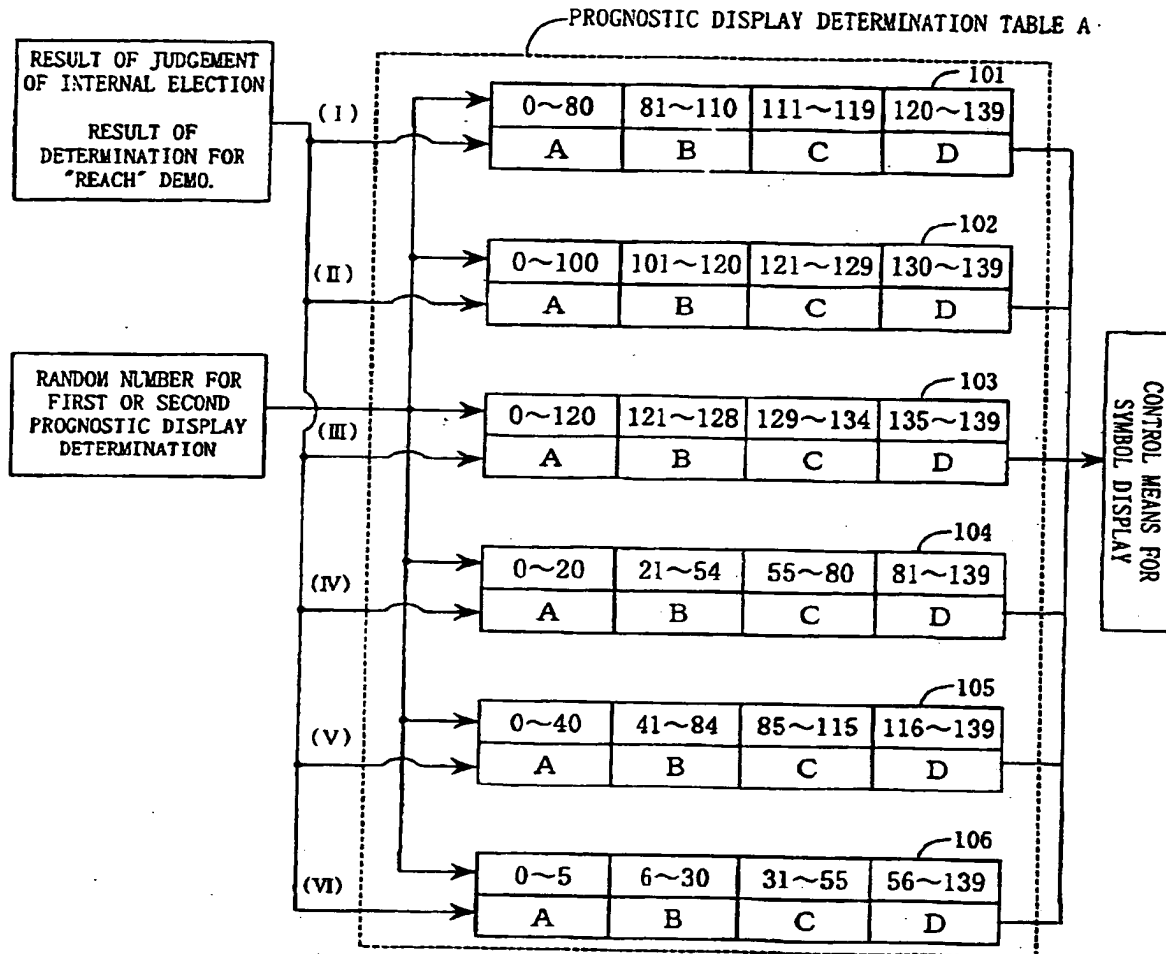 PROGNOSTIC DISPLAY DETERMINATION TABLE A
RESULT OF JUDGEMENT
OF INTERNAL ELECTION
RESULT OF
DETERMINATION FOR
"REACH" DEMO.
(I)
101
0~80 81~110 111~119 120~139
A B C D
(II)
102
0~100 101~120 121~129 130~139
A B C D
RANDOM NUMBER FOR
FIRST OR SECOND
PROGNOSTIC DISPLAY
DETERMINATION
(III)
103
0~120 121~128 129~134 135~139
A B C D
CONTROL MEANS FOR
SYMBOL DISPLAY
(IV)
104
0~20 21~54 55~80 81~139
A B C D
(V)
105
0~40 41~84 85~115 116~139
A B C D
(VI)
106
0~5 6~30 31~55 56~139
A B C D